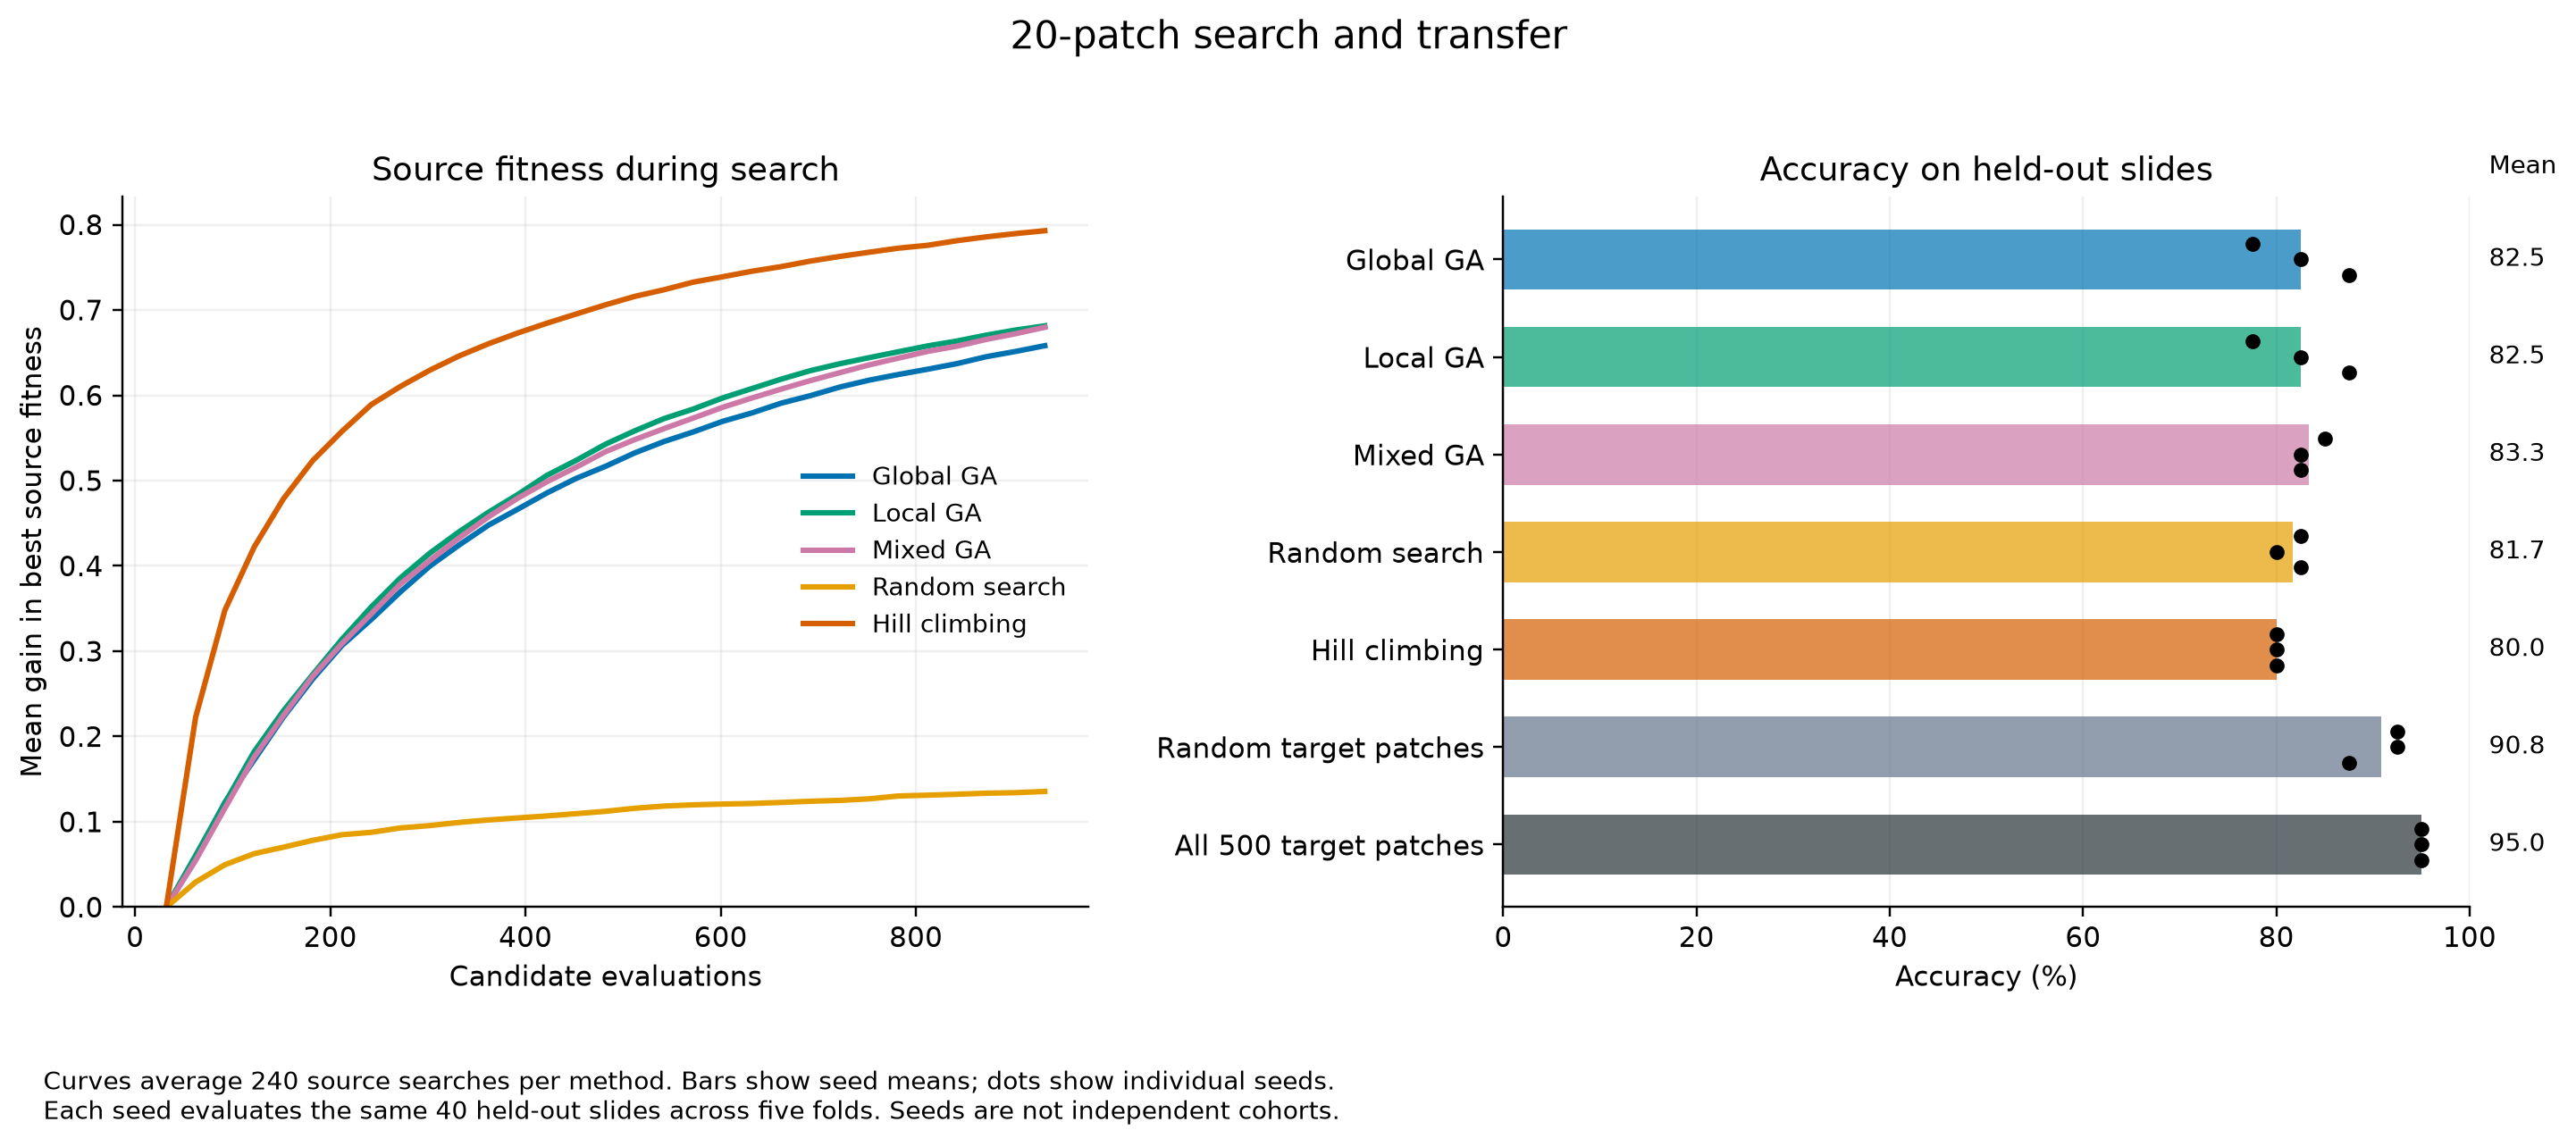 20-patch search and transfer
Source fitness during search
Mean gain in best source fitness
0.8
0.7
0.6
0.5
0.4
0.3
0.2
0.1
0.0
0 200 400 600 800
Candidate evaluations
Global GA
Local GA
Mixed GA
Random search
Hill climbing
Accuracy on held-out slides
Mean
Global GA 82.5
Local GA 82.5
Mixed GA 83.3
Random search 81.7
Hill climbing 80.0
Random target patches 90.8
All 500 target patches 95.0
0 20 40 60 80 100
Accuracy (%)
Curves average 240 source searches per method. Bars show seed means; dots show individual seeds.
Each seed evaluates the same 40 held-out slides across five folds. Seeds are not independent cohorts.